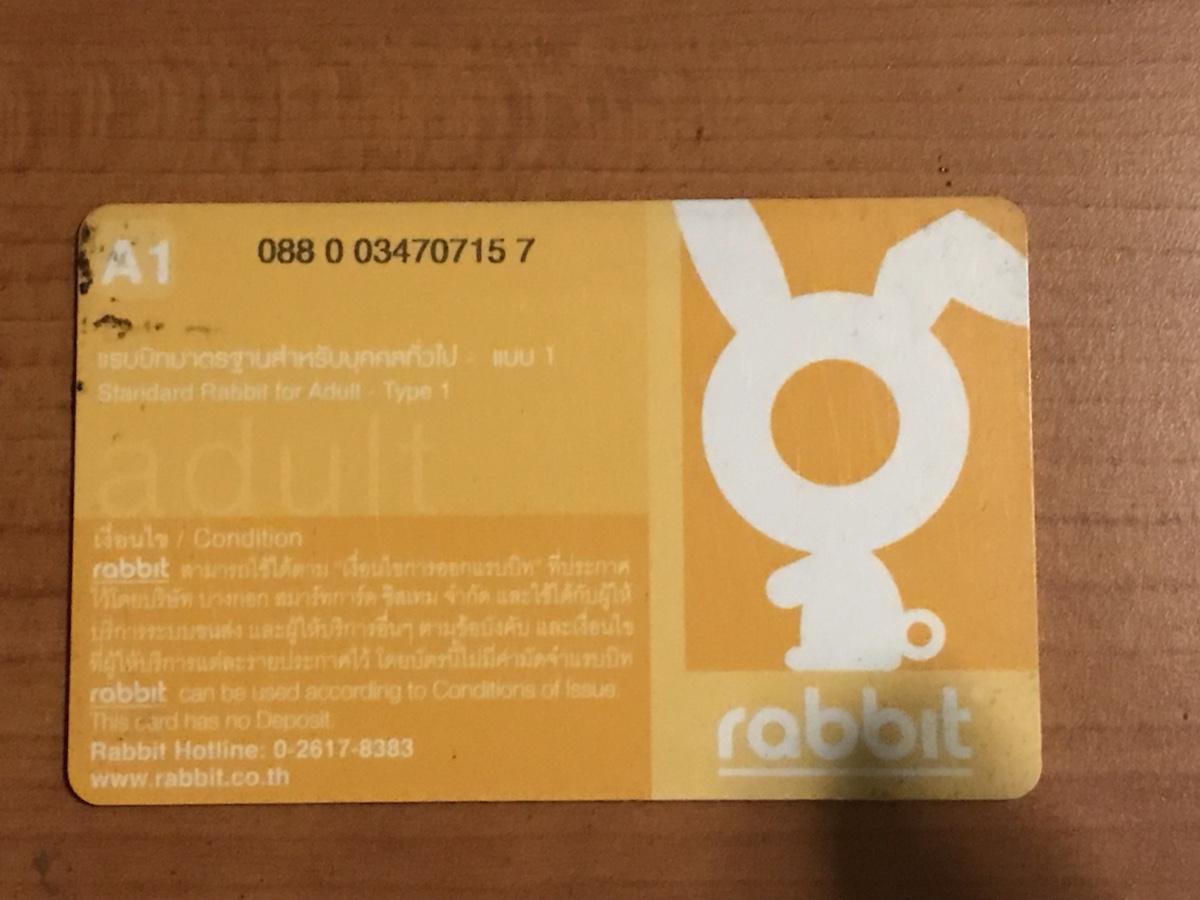 A1
088 0 03470715 7
แรบบิทมาตรฐานสำหรับบุคคลทั่วไป - แบบ 1
Standard Rabbit for Adult - Type 1
adult
เงื่อนไข / Condition
rabbit สามารถใช้ได้ตาม "เงื่อนไขการออกแรบบิท" ที่ประกาศ
ไว้โดยบริษัท บางกอก สมาร์ทการ์ด ซิสเทม จำกัด และใช้ได้กับผู้ให้
บริการระบบขนส่ง และผู้ให้บริการอื่นๆ ตามข้อบังคับ และเงื่อนไข
ที่ผู้ให้บริการแต่ละรายประกาศไว้ โดยบัตรนี้ไม่มีค่ามัดจำแรบบิท
rabbit can be used according to Conditions of Issue.
This card has no Deposit.
Rabbit Hotline: 0-2617-8383
www.rabbit.co.th
rabbit